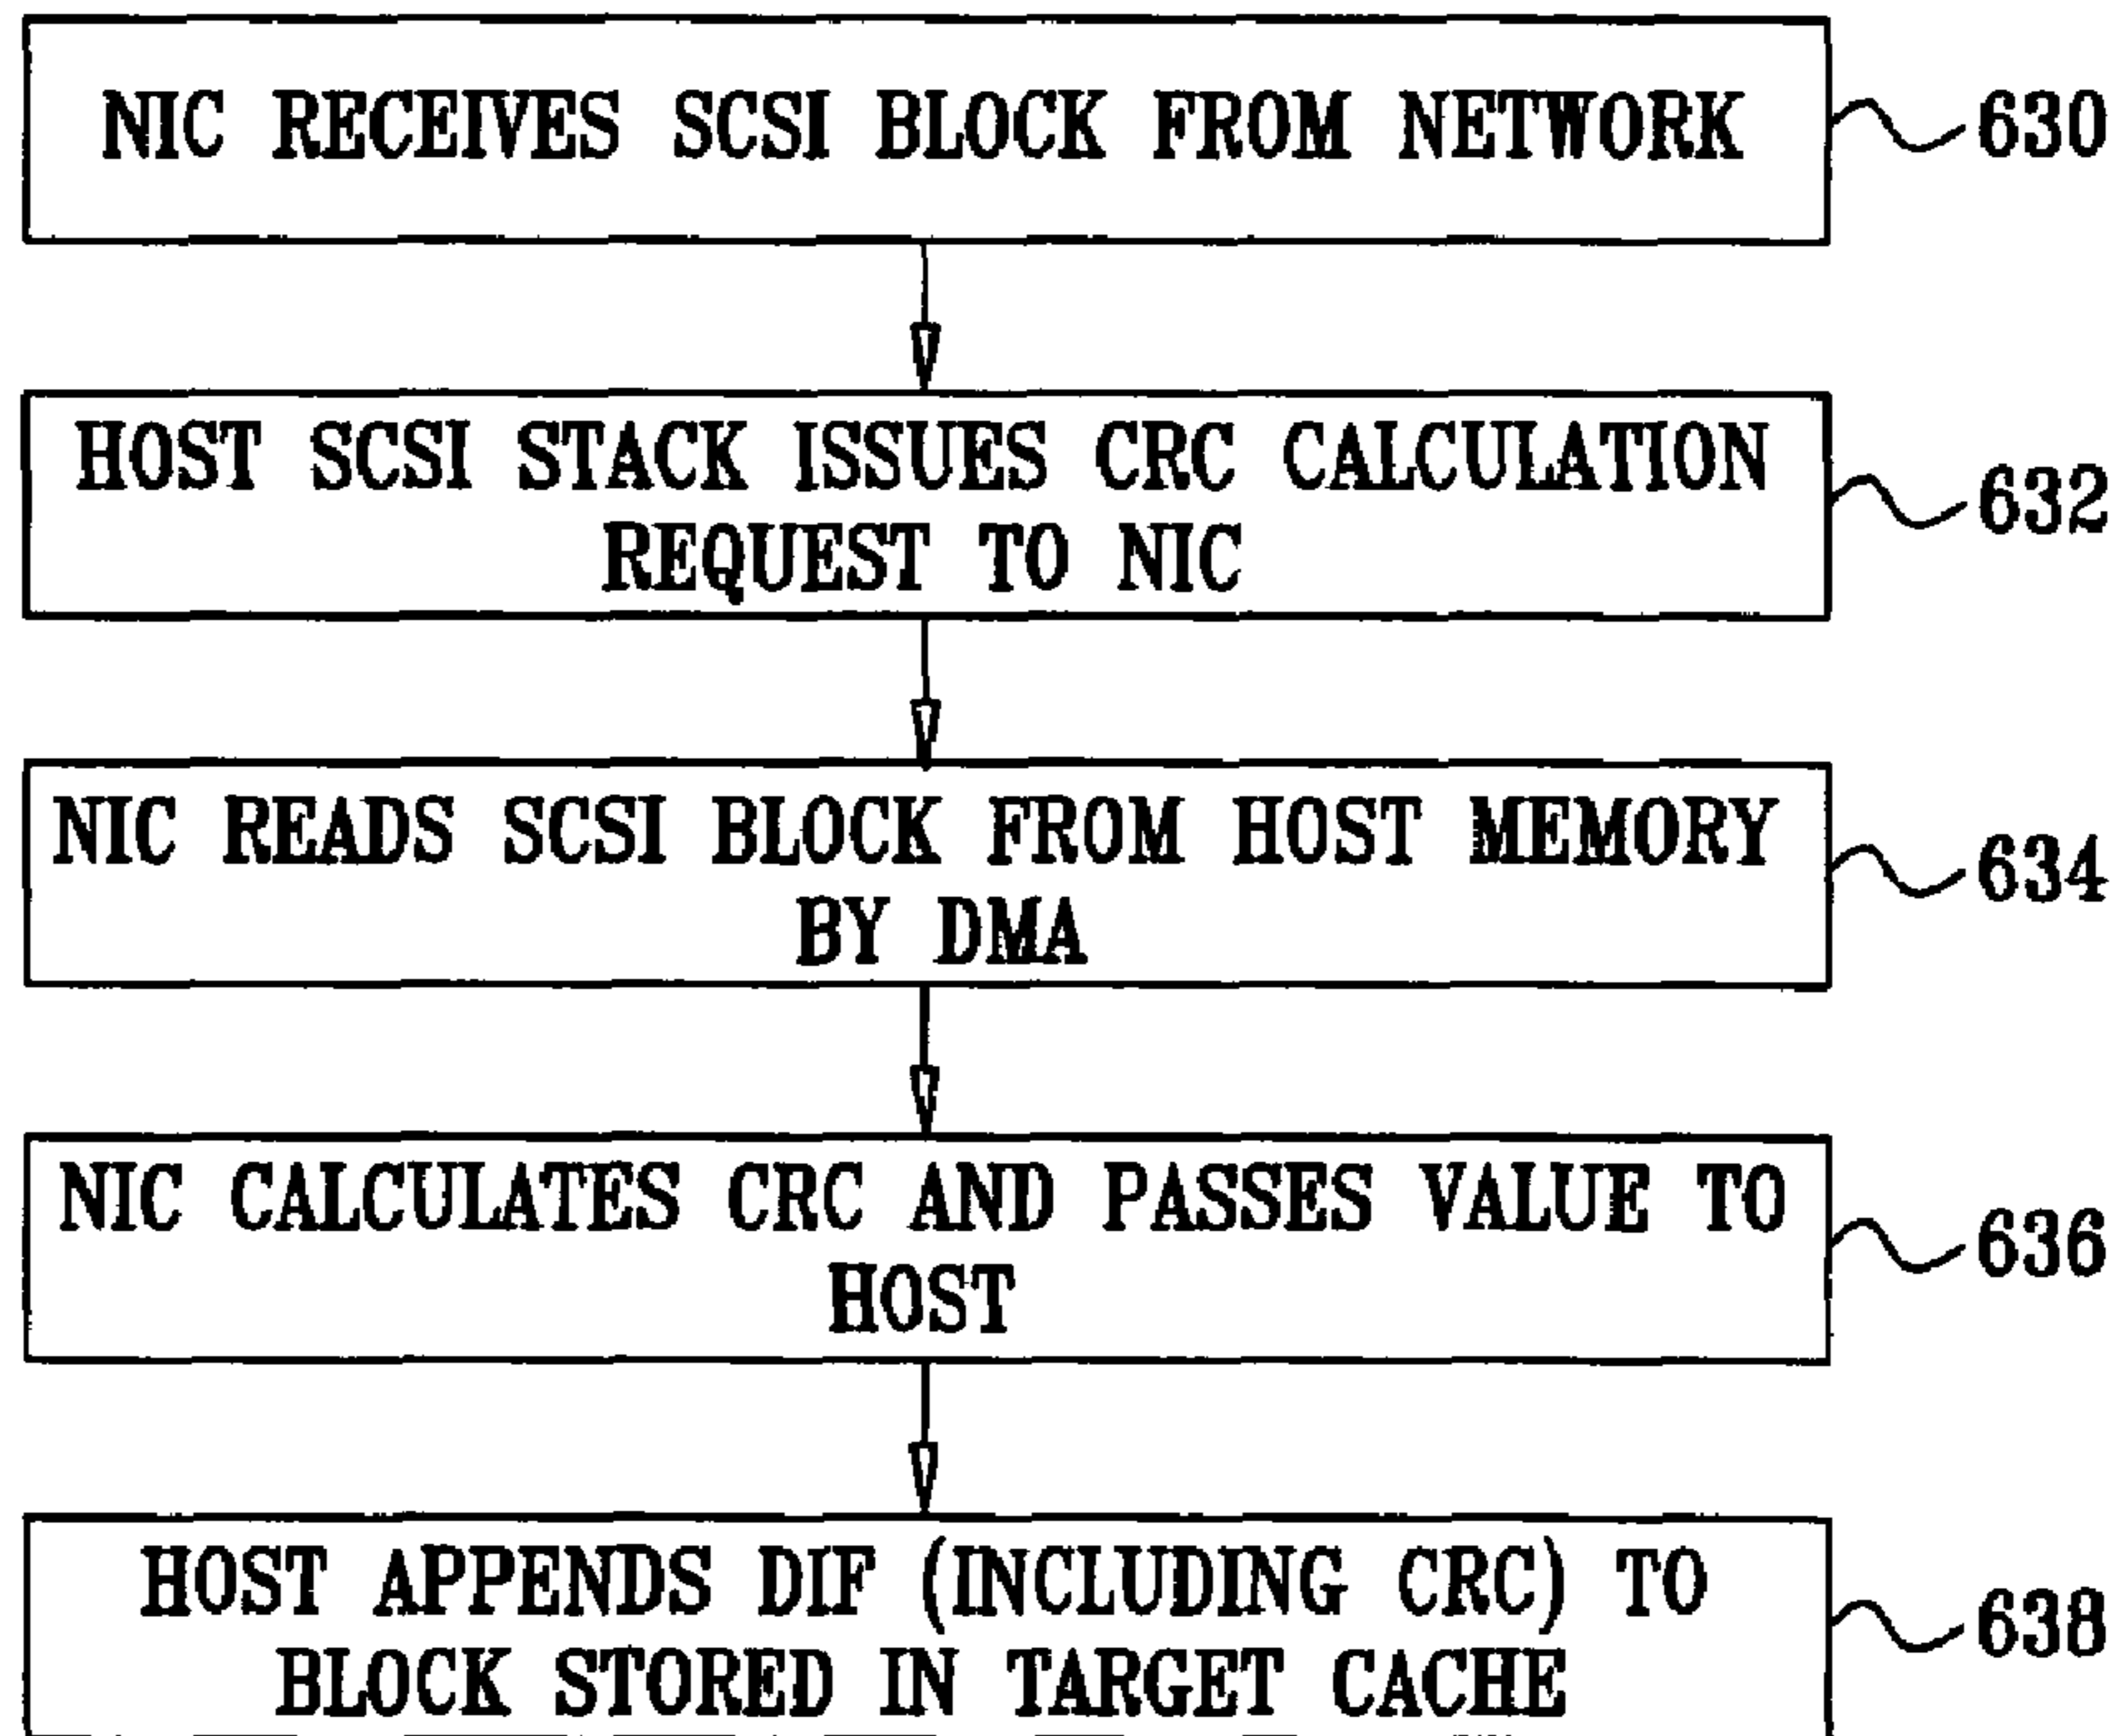 NIC RECEIVES SCSI BLOCK FROM NETWORK
630
HOST SCSI STACK ISSUES CRC CALCULATION
REQUEST TO NIC
632
NIC READS SCSI BLOCK FROM HOST MEMORY
BY DMA
634
NIC CALCULATES CRC AND PASSES VALUE TO
HOST
636
HOST APPENDS DIF (INCLUDING CRC) TO
BLOCK STORED IN TARGET CACHE
638